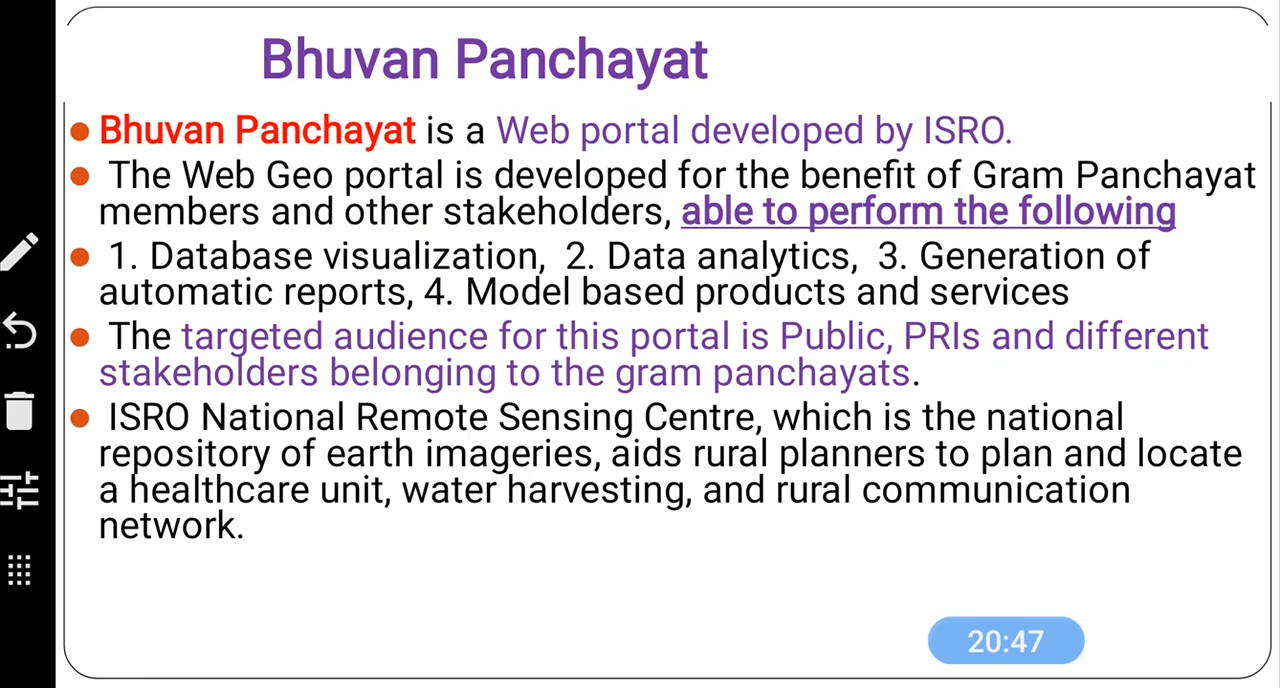 Bhuvan Panchayat
Bhuvan Panchayat is a Web portal developed by ISRO.
The Web Geo portal is developed for the benefit of Gram Panchayat
members and other stakeholders, able to perform the following
1. Database visualization, 2. Data analytics, 3. Generation of
automatic reports, 4. Model based products and services
The targeted audience for this portal is Public, PRIs and different
stakeholders belonging to the gram panchayats.
ISRO National Remote Sensing Centre, which is the national
repository of earth imageries, aids rural planners to plan and locate
a healthcare unit, water harvesting, and rural communication
network.
20:47